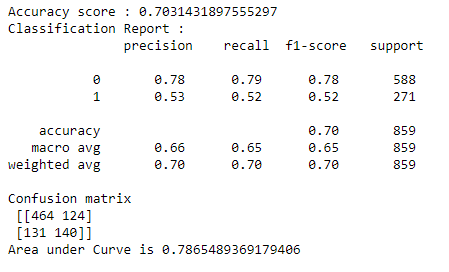 Accuracy score : 0.7031431897555297
Classification Report :
              precision    recall  f1-score   support

           0       0.78      0.79      0.78       588
           1       0.53      0.52      0.52       271

    accuracy                           0.70       859
   macro avg       0.66      0.65      0.65       859
weighted avg       0.70      0.70      0.70       859

Confusion matrix
 [[464 124]
 [131 140]]
Area under Curve is 0.7865489369179406